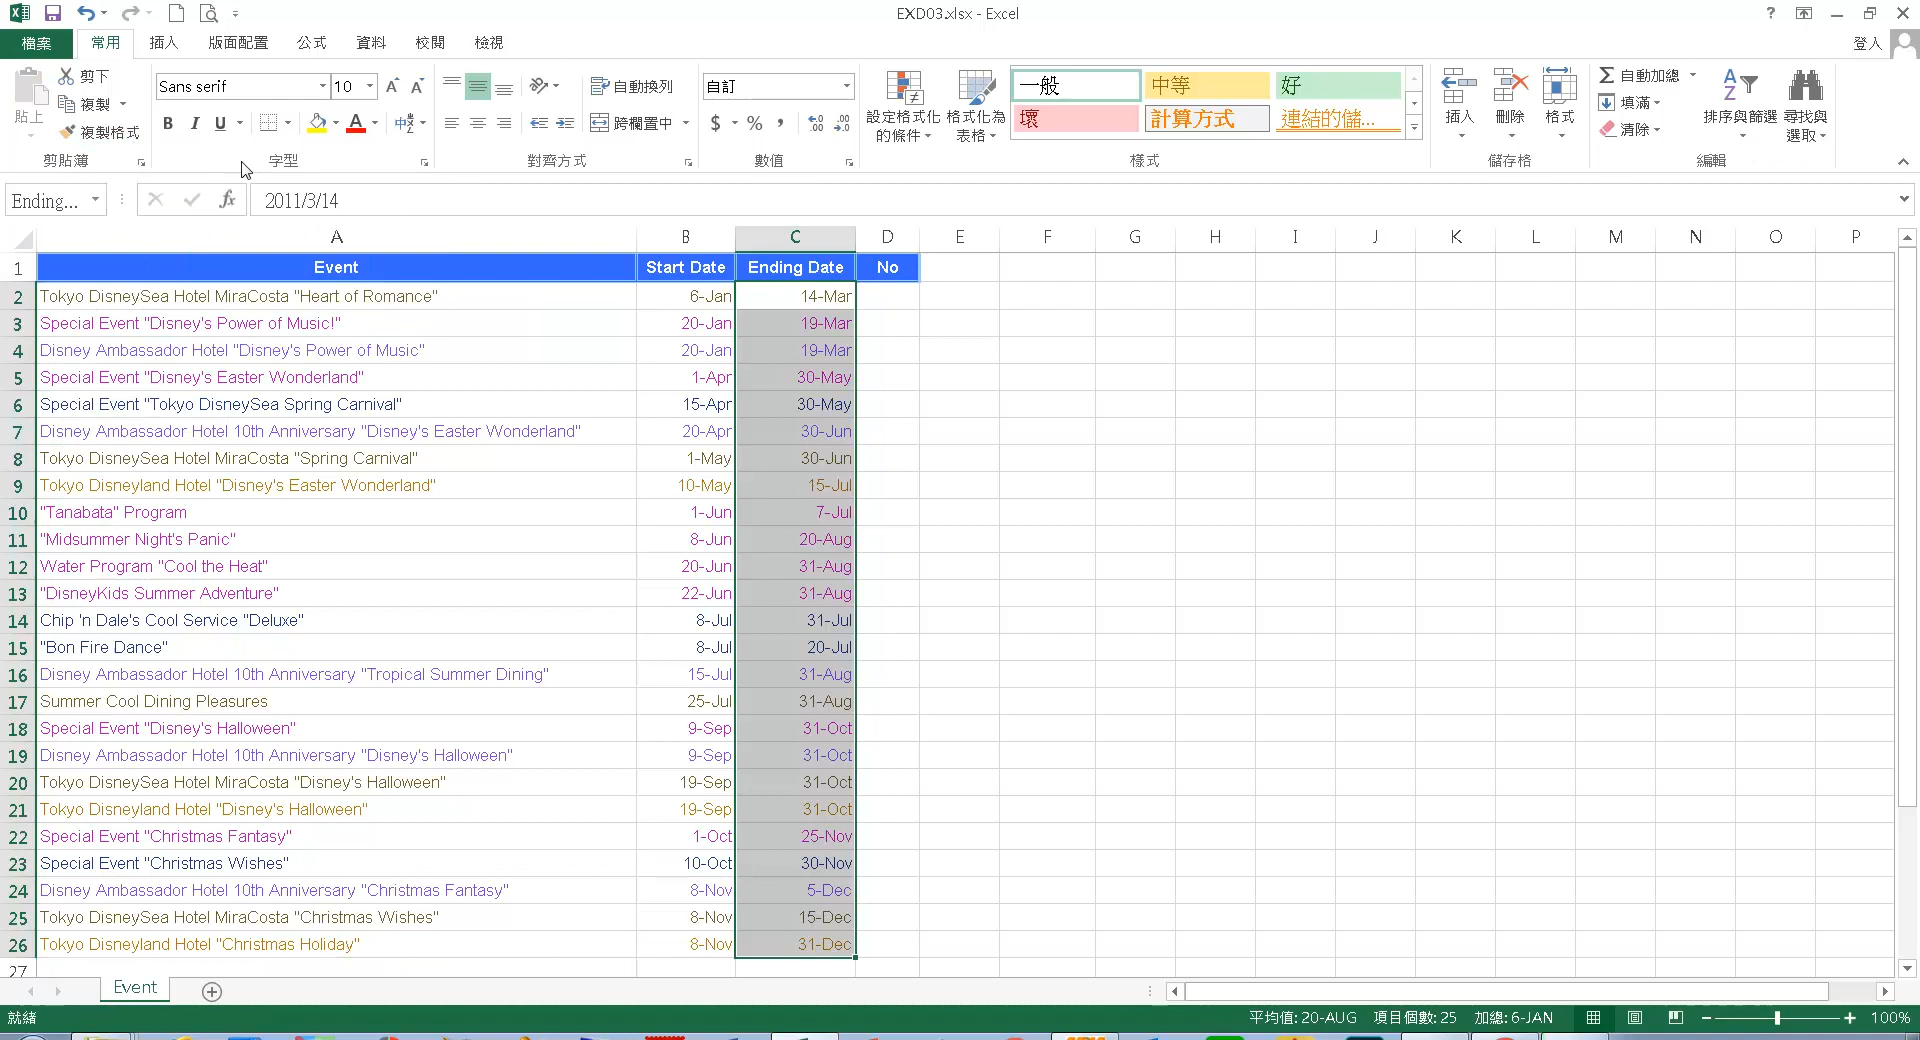 EXD03.xlsx - Excel
?
檔案 常用 插入 版面配置 公式 資料 校閱 檢視 登入
貼上
剪下
複製
複製格式
剪貼簿
Sans serif 10 A A
B I U A 中
字型
自動換列
跨欄置中
對齊方式
自訂
$ % , .00
數值
設定格式化的條件
格式化為表格
一般 中等 好
壞 計算方式 連結的儲...
樣式
插入 刪除 格式
儲存格
Σ 自動加總
填滿
清除
排序與篩選 尋找與選取
編輯
Ending... fx 2011/3/14
A B C D E F G H I J K L M N O P
1 Event Start Date Ending Date No
2 Tokyo DisneySea Hotel MiraCosta "Heart of Romance" 6-Jan 14-Mar
3 Special Event "Disney's Power of Music!" 20-Jan 19-Mar
4 Disney Ambassador Hotel "Disney's Power of Music" 20-Jan 19-Mar
5 Special Event "Disney's Easter Wonderland" 1-Apr 30-May
6 Special Event "Tokyo DisneySea Spring Carnival" 15-Apr 30-May
7 Disney Ambassador Hotel 10th Anniversary "Disney's Easter Wonderland" 20-Apr 30-Jun
8 Tokyo DisneySea Hotel MiraCosta "Spring Carnival" 1-May 30-Jun
9 Tokyo Disneyland Hotel "Disney's Easter Wonderland" 10-May 15-Jul
10 "Tanabata" Program 1-Jun 7-Jul
11 "Midsummer Night's Panic" 8-Jun 20-Aug
12 Water Program "Cool the Heat" 20-Jun 31-Aug
13 "DisneyKids Summer Adventure" 22-Jun 31-Aug
14 Chip 'n Dale's Cool Service "Deluxe" 8-Jul 31-Jul
15 "Bon Fire Dance" 8-Jul 20-Jul
16 Disney Ambassador Hotel 10th Anniversary "Tropical Summer Dining" 15-Jul 31-Aug
17 Summer Cool Dining Pleasures 25-Jul 31-Aug
18 Special Event "Disney's Halloween" 9-Sep 31-Oct
19 Disney Ambassador Hotel 10th Anniversary "Disney's Halloween" 9-Sep 31-Oct
20 Tokyo DisneySea Hotel MiraCosta "Disney's Halloween" 19-Sep 31-Oct
21 Tokyo Disneyland Hotel "Disney's Halloween" 19-Sep 31-Oct
22 Special Event "Christmas Fantasy" 1-Oct 25-Nov
23 Special Event "Christmas Wishes" 10-Oct 30-Nov
24 Disney Ambassador Hotel 10th Anniversary "Christmas Fantasy" 8-Nov 5-Dec
25 Tokyo DisneySea Hotel MiraCosta "Christmas Wishes" 8-Nov 15-Dec
26 Tokyo Disneyland Hotel "Christmas Holiday" 8-Nov 31-Dec
27
Event
就緒 平均值: 20-AUG 項目個數: 25 加總: 6-JAN 100%